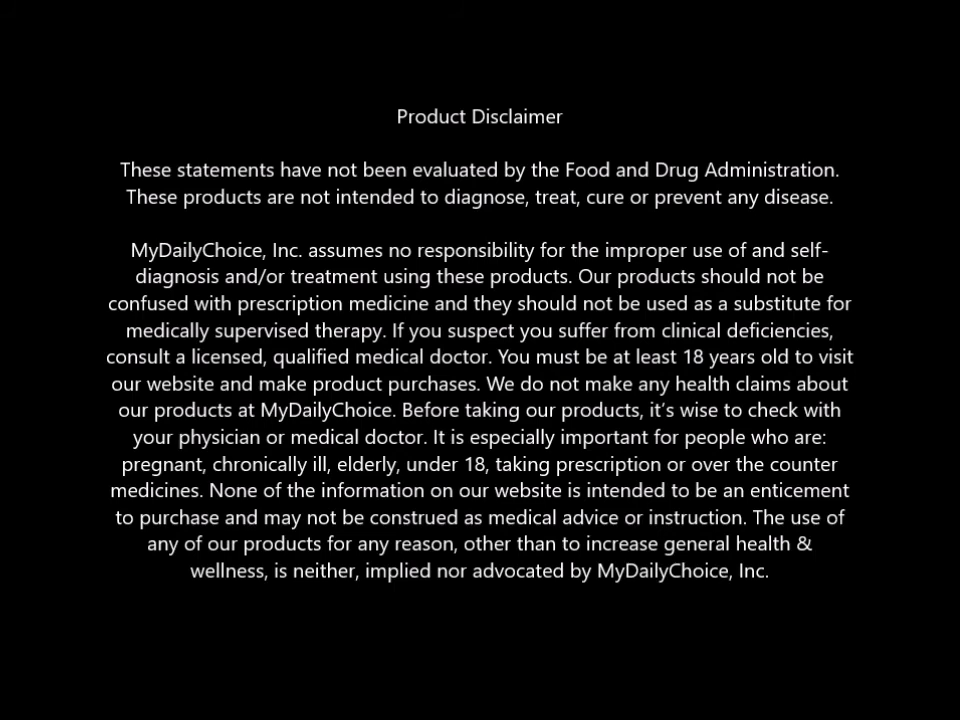 Product Disclaimer
These statements have not been evaluated by the Food and Drug Administration.
These products are not intended to diagnose, treat, cure or prevent any disease.
MyDailyChoice, Inc. assumes no responsibility for the improper use of and self-
diagnosis and/or treatment using these products. Our products should not be
confused with prescription medicine and they should not be used as a substitute for
medically supervised therapy. If you suspect you suffer from clinical deficiencies,
consult a licensed, qualified medical doctor. You must be at least 18 years old to visit
our website and make product purchases. We do not make any health claims about
our products at MyDailyChoice. Before taking our products, it's wise to check with
your physician or medical doctor. It is especially important for people who are:
pregnant, chronically ill, elderly, under 18, taking prescription or over the counter
medicines. None of the information on our website is intended to be an enticement
to purchase and may not be construed as medical advice or instruction. The use of
any of our products for any reason, other than to increase general health &
wellness, is neither, implied nor advocated by MyDailyChoice, Inc.